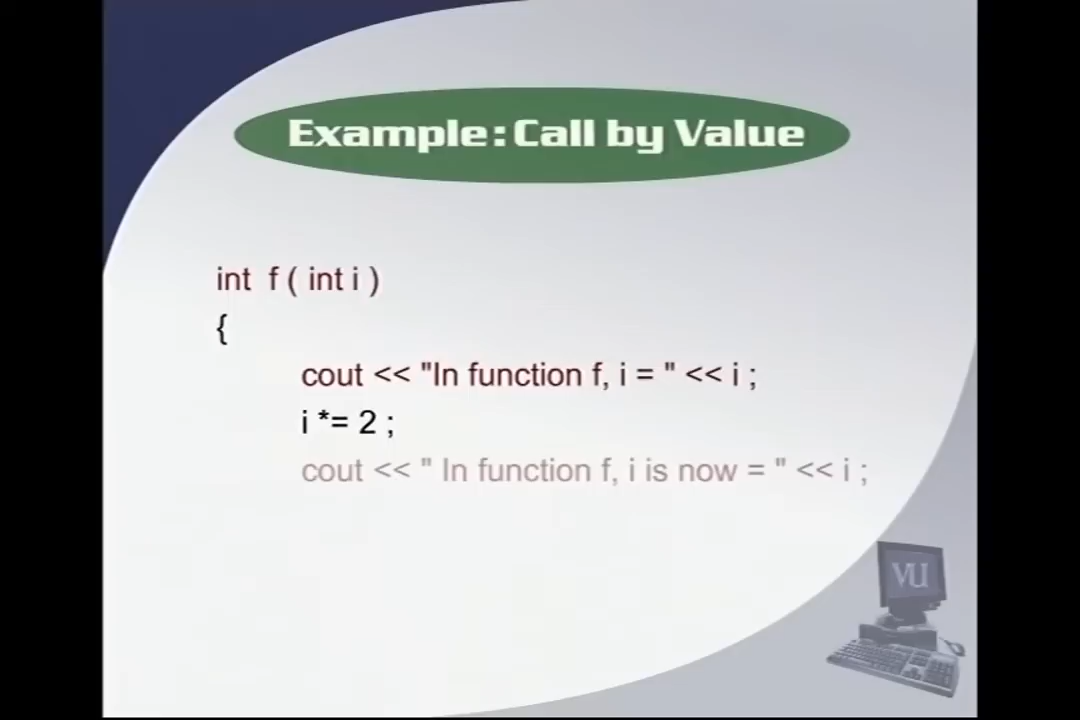 Example: Call by Value
int f ( int i )
{
cout << "In function f, i = " << i ;
i *= 2 ;
cout << " In function f, i is now = " << i ;
VU